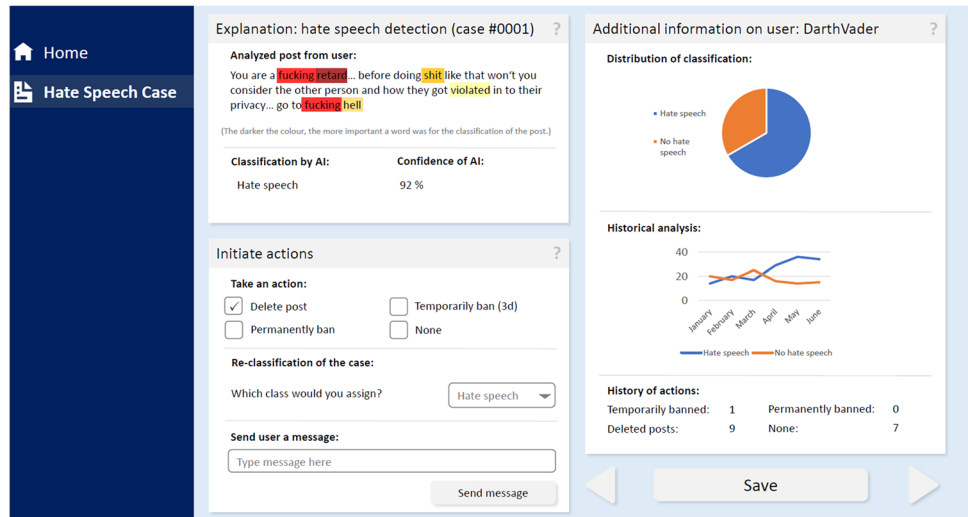 Home
Hate Speech Case
Explanation: hate speech detection (case #0001) ?
Analyzed post from user:
You are a fucking retard... before doing shit like that won't you
consider the other person and how they got violated in to their
privacy... go to fucking hell
(The darker the colour, the more important a word was for the classification of the post.)
Classification by AI: Confidence of AI:
Hate speech 92 %
Initiate actions ?
Take an action:
Delete post Temporarily ban (3d)
Permanently ban None
Re-classification of the case:
Which class would you assign? Hate speech
Send user a message:
Type message here
Send message
Additional information on user: DarthVader ?
Distribution of classification:
Hate speech
No hate
speech
Historical analysis:
40
20
0
January February March April May June
Hate speech No hate speech
History of actions:
Temporarily banned: 1 Permanently banned: 0
Deleted posts: 9 None: 7
Save